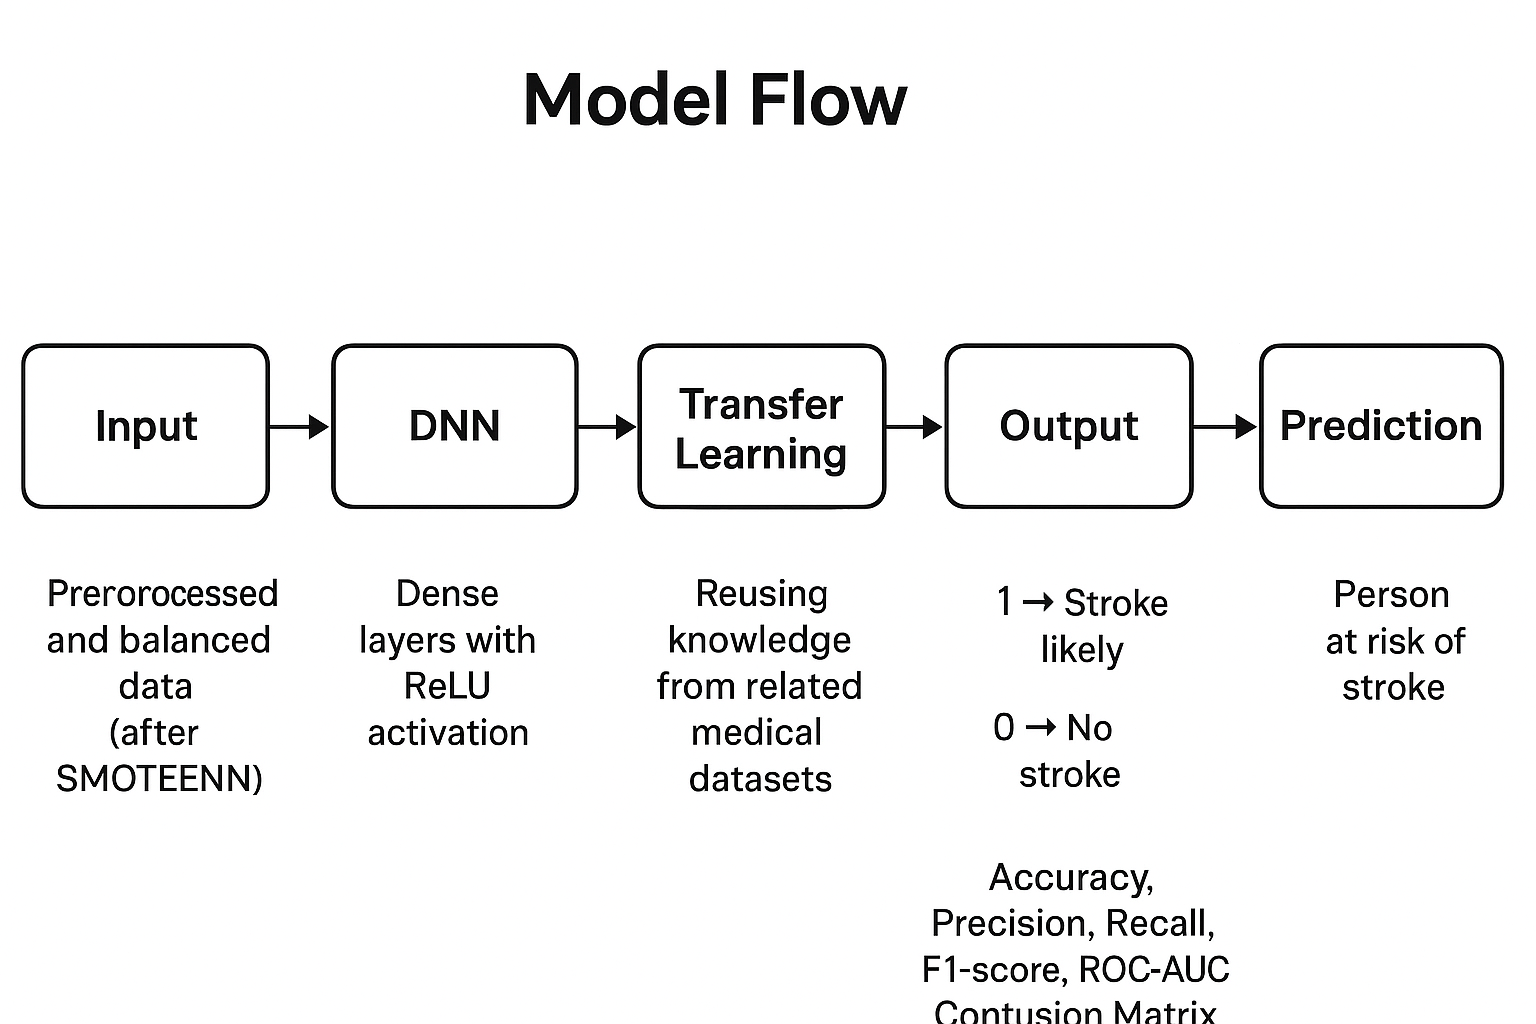 Model Flow
Input
DNN
Transfer
Learning
Output
Prediction
Prerorocessed
and balanced
data
(after
SMOTEENN)
Dense
layers with
ReLU
activation
Reusing
knowledge
from related
medical
datasets
1 → Stroke
likely
0 → No
stroke
Accuracy,
Precision, Recall,
F1-score, ROC-AUC
Contusion Matrix
Person
at risk of
stroke